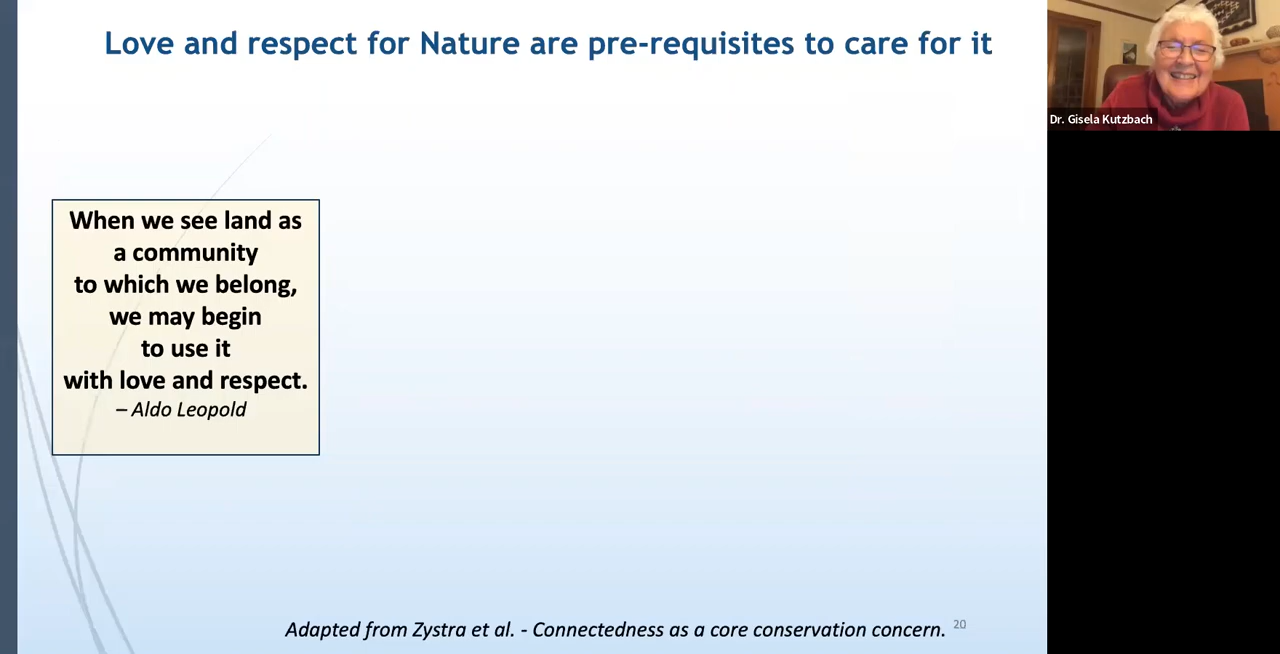 Love and respect for Nature are pre-requisites to care for it
Dr. Gisela Kutzbach
When we see land as
a community
to which we belong,
we may begin
to use it
with love and respect.
– Aldo Leopold
Adapted from Zystra et al. - Connectedness as a core conservation concern.
20